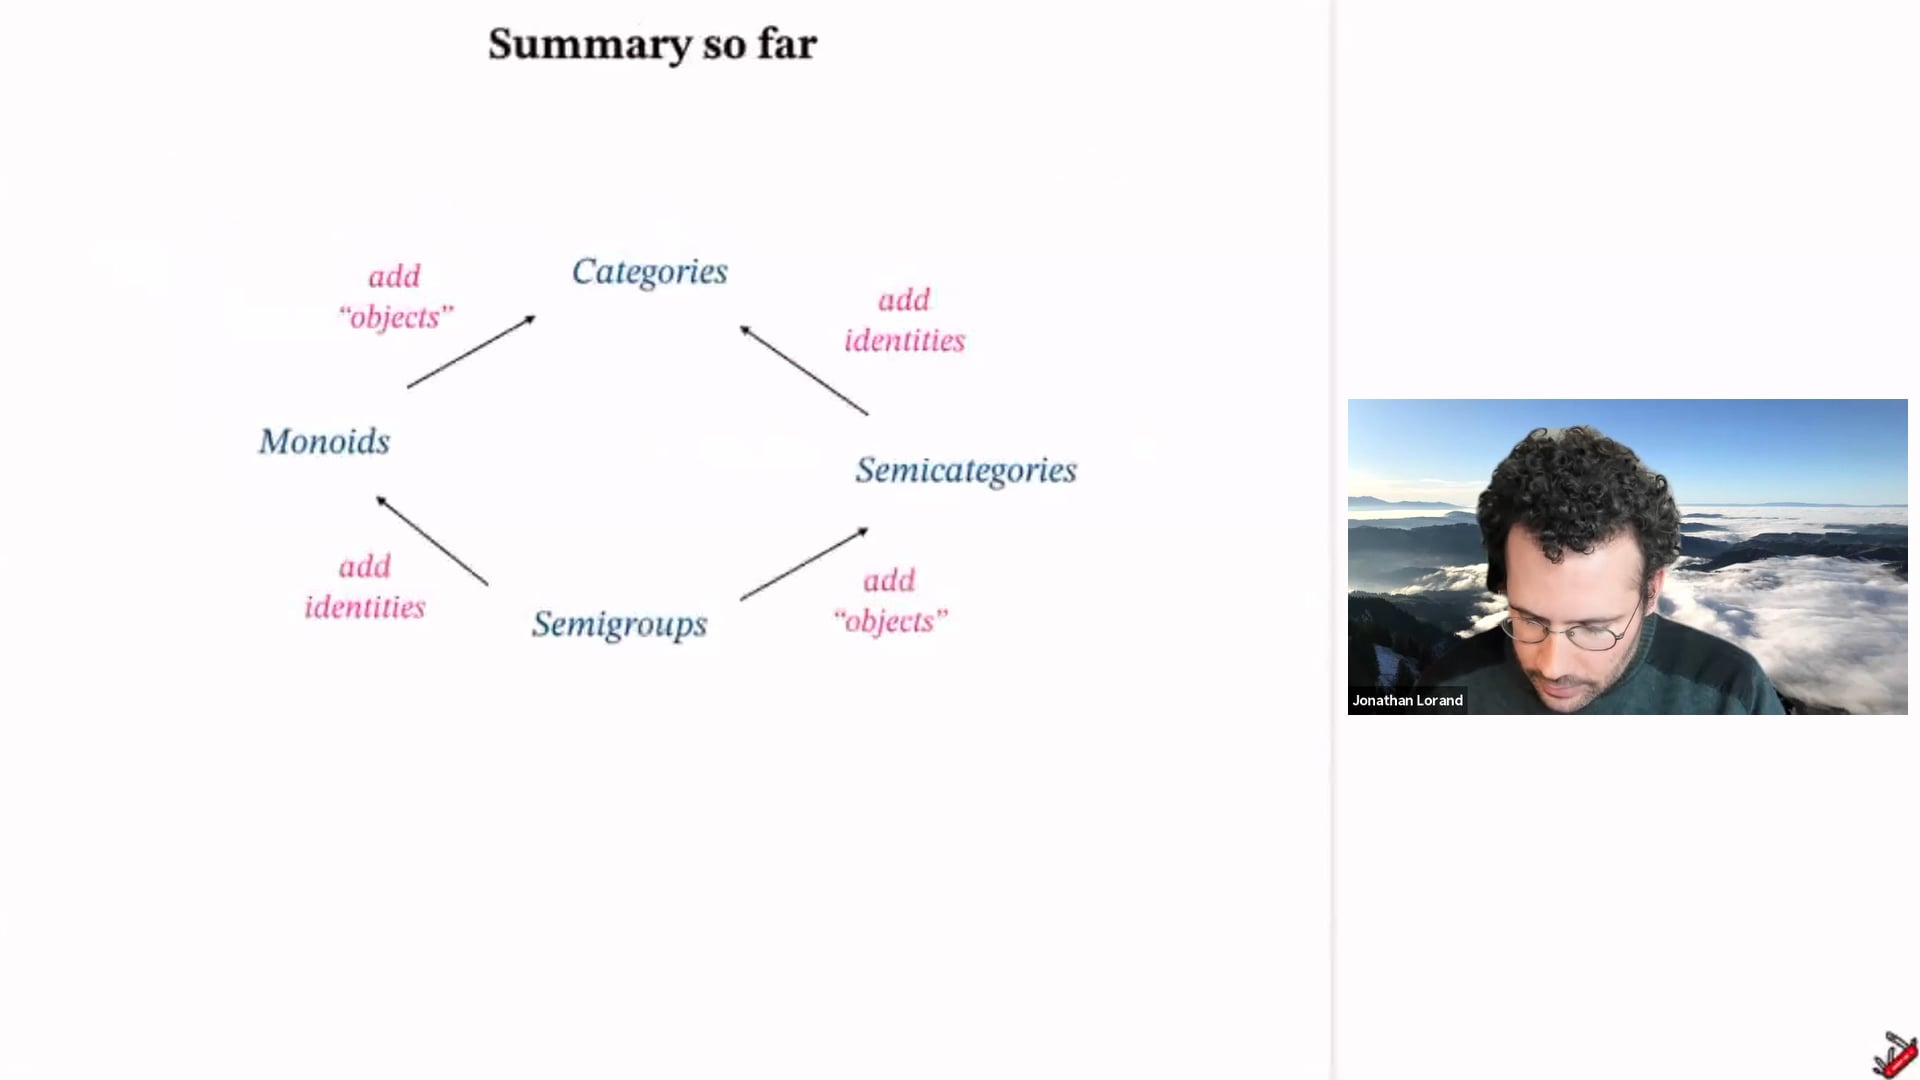 Summary so far
add
“objects”
Categories
add
identities
Monoids
Semicategories
add
identities
Semigroups
add
“objects”
Jonathan Lorand